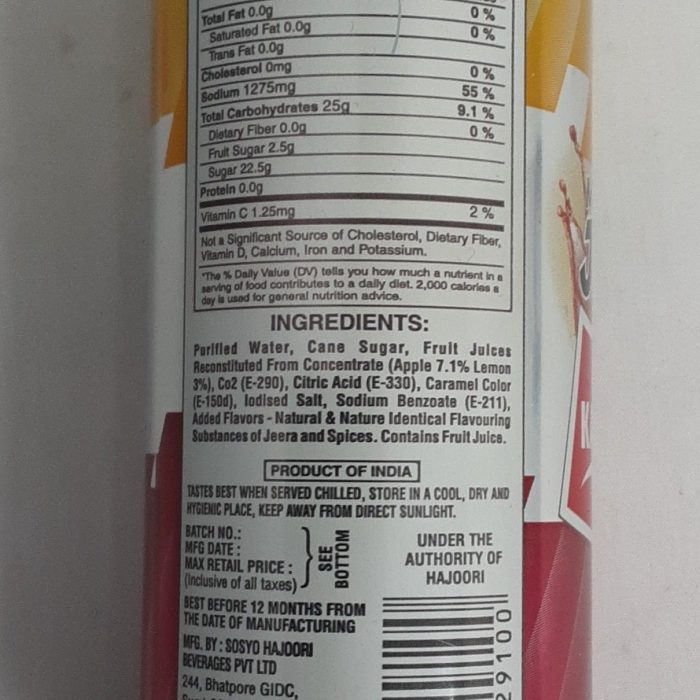 Total Fat 0.0g 0 %
Saturated Fat 0.0g 0 %
Trans Fat 0.0g
Cholesterol 0mg 0 %
Sodium 1275mg 55 %
Total Carbohydrates 25g 9.1 %
Dietary Fiber 0.0g 0 %
Fruit Sugar 2.5g
Sugar 22.5g
Protein 0.0g
Vitamin C 1.25mg 2 %
Not a Significant Source of Cholesterol, Dietary Fiber,
Vitamin D, Calcium, Iron and Potassium.
*The % Daily Value (DV) tells you how much a nutrient in a
serving of food contributes to a daily diet. 2,000 calories a
day is used for general nutrition advice.
INGREDIENTS:
Purified Water, Cane Sugar, Fruit Juices
Reconstituted From Concentrate (Apple 7.1% Lemon
3%), Co2 (E-290), Citric Acid (E-330), Caramel Color
(E-150d), Iodised Salt, Sodium Benzoate (E-211),
Added Flavors - Natural & Nature Identical Flavouring
Substances of Jeera and Spices. Contains Fruit Juice.
PRODUCT OF INDIA
TASTES BEST WHEN SERVED CHILLED, STORE IN A COOL, DRY AND
HYGIENIC PLACE, KEEP AWAY FROM DIRECT SUNLIGHT.
BATCH NO.:
MFG DATE :
MAX RETAIL PRICE :
(Inclusive of all taxes)
SEE
BOTTOM
UNDER THE
AUTHORITY OF
HAJOORI
BEST BEFORE 12 MONTHS FROM
THE DATE OF MANUFACTURING
MFG. BY : SOSYO HAJOORI
BEVERAGES PVT LTD
244, Bhatpore GIDC,
29100